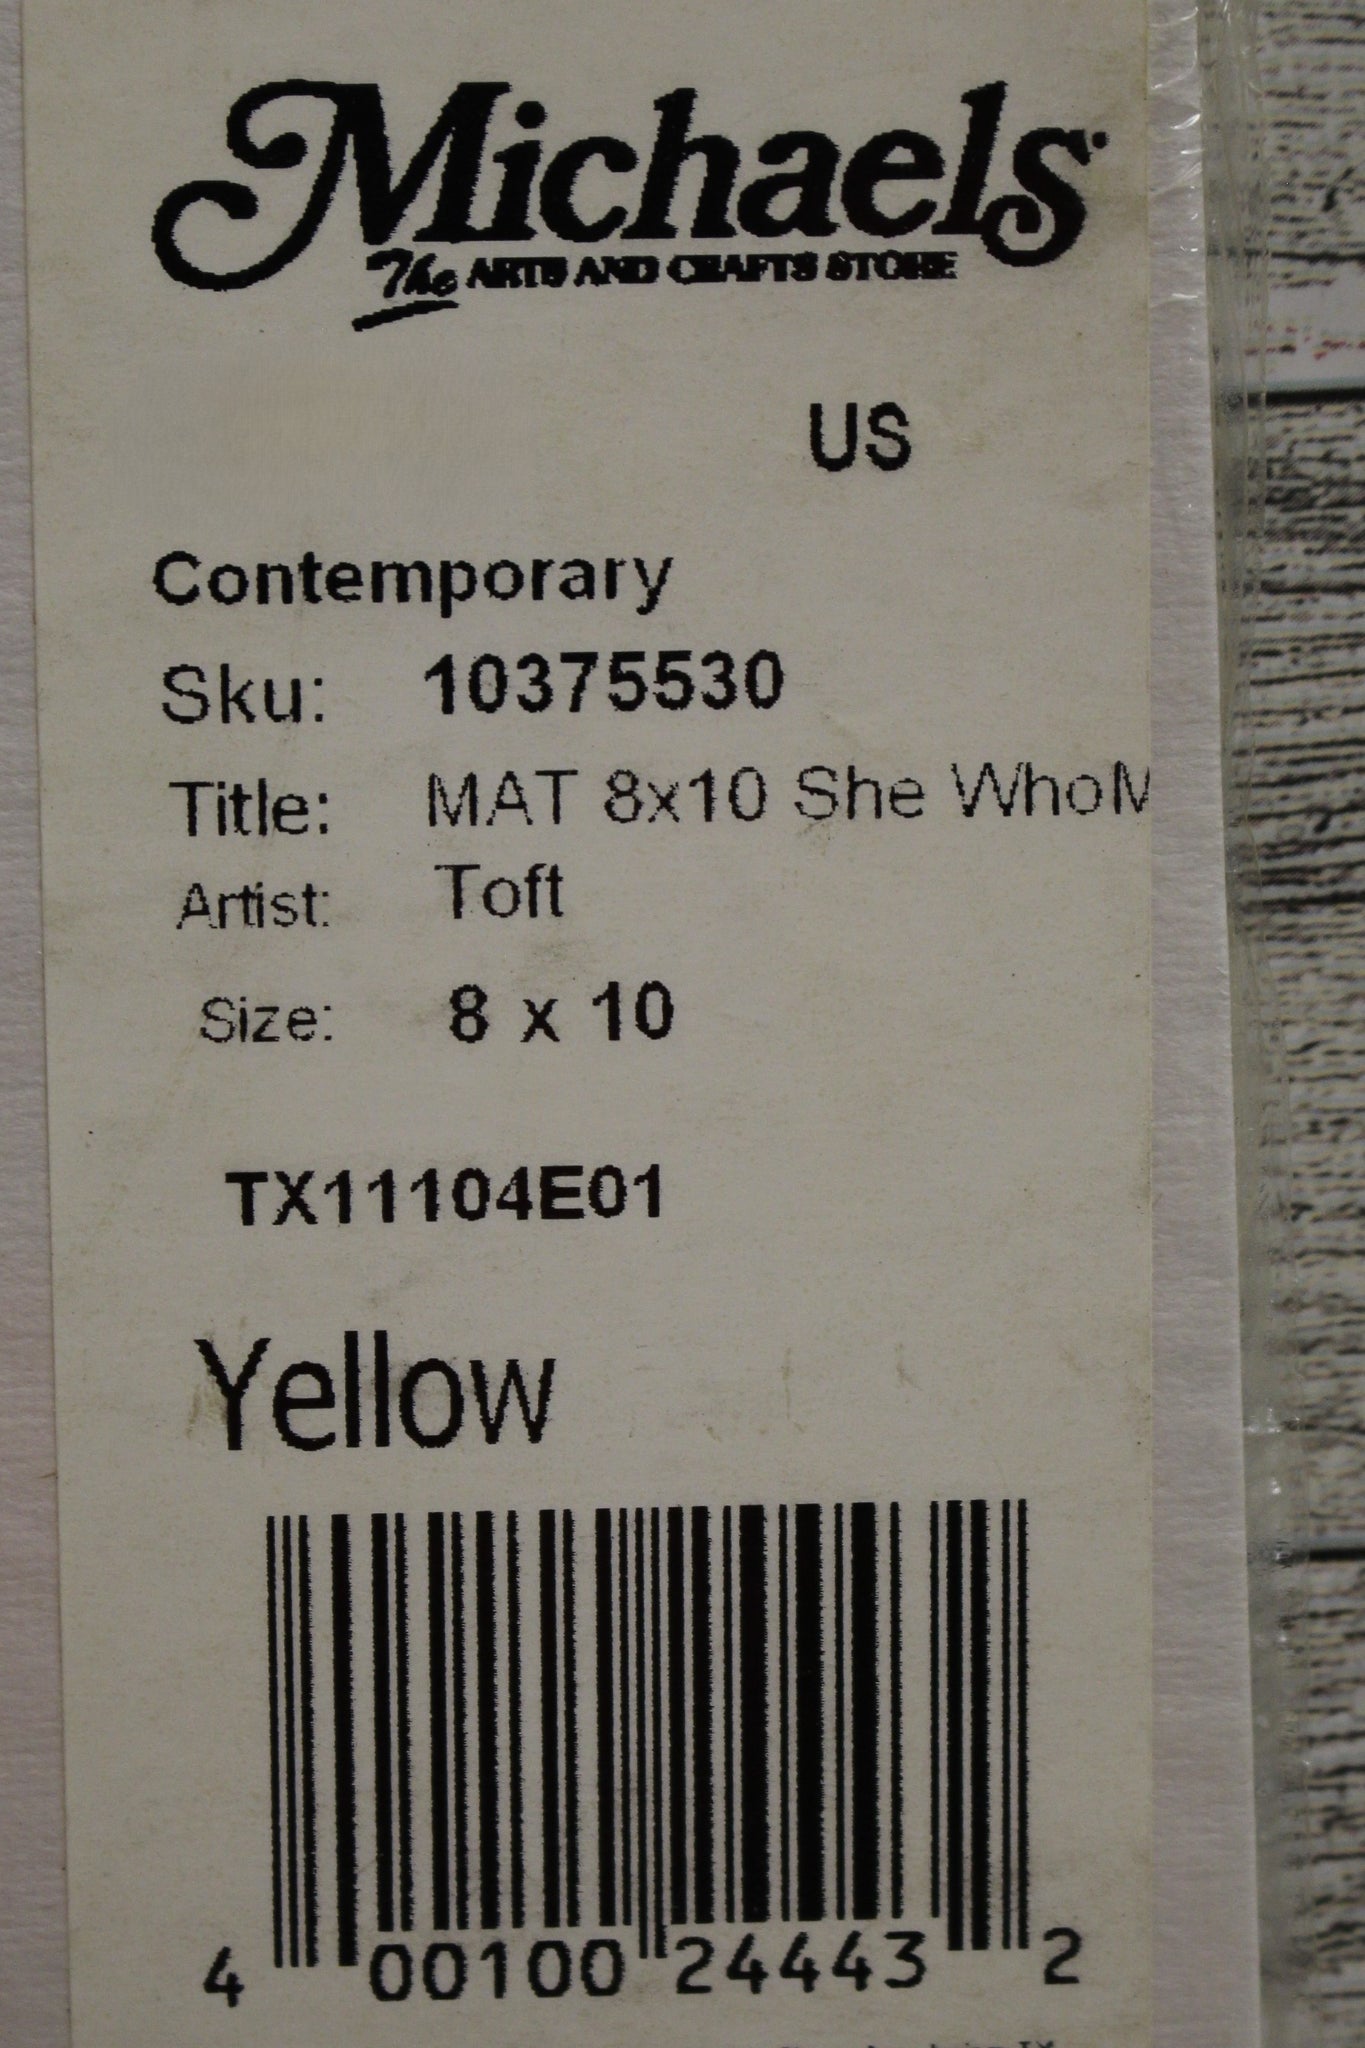 Michaels
The ARTS AND CRAFTS STORE
US
Contemporary
Sku: 10375530
Title: MAT 8x10 She WhoM
Artist: Toft
Size: 8 x 10
TX11104E01
Yellow
4 00100 24443 2